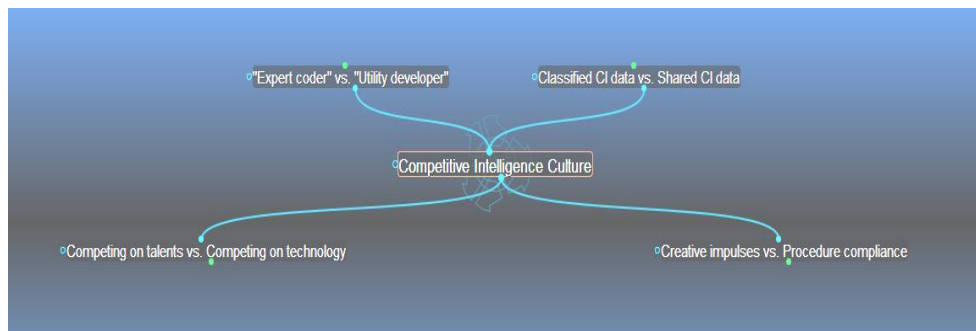 "Expert coder" vs. "Utility developer"
Classified CI data vs. Shared CI data
Competitive Intelligence Culture
Competing on talents vs. Competing on technology
Creative impulses vs. Procedure compliance